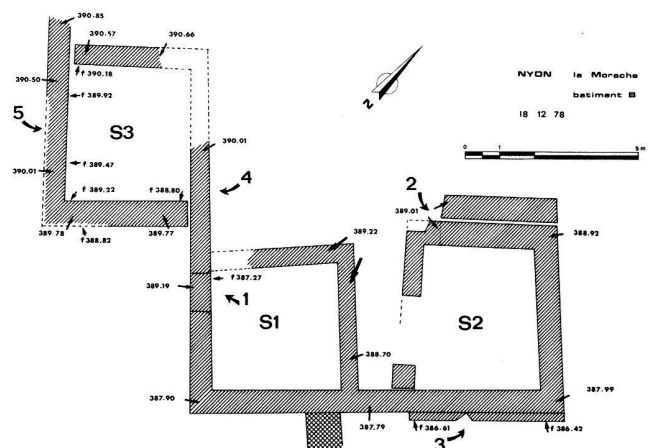 390.85
390.57
390.66
390.50
f 390.18
f 389.92
NYON la Morache
batiment B
18 12 78
5
S3
390.01
0 1 5 m
N
390.01
f 389.47
4
f 389.22
f 388.80
2
389.01
389.78
f 388.82
389.77
389.22
388.92
f 387.27
389.19
1
S1
S2
388.70
387.90
387.99
387.79
f 386.61
3
f 386.42